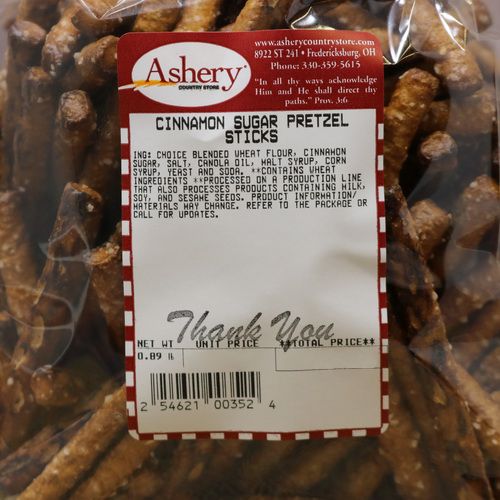 Ashery
COUNTRY STORE
www.asherycountrystore.com
8922 ST 241 • Fredericksburg, OH
Phone: 330-359-5615
"In all thy ways acknowledge
Him and He shall direct thy
paths." Prov. 3:6
CINNAMON SUGAR PRETZEL
STICKS
ING: CHOICE BLENDED WHEAT FLOUR, CINNAMON
SUGAR, SALT, CANOLA OIL, MALT SYRUP, CORN
SYRUP, YEAST AND SODA. **CONTAINS WHEAT
INGREDIENTS **PROCESSED ON A PRODUCTION LINE
THAT ALSO PROCESSES PRODUCTS CONTAINING MILK,
SOY, AND SESAME SEEDS. PRODUCT INFORMATION/
MATERIALS MAY CHANGE. REFER TO THE PACKAGE OR
CALL FOR UPDATES.
Thank You
NET WT UNIT PRICE **TOTAL PRICE**
0.89 lb
2 54621 00352 4